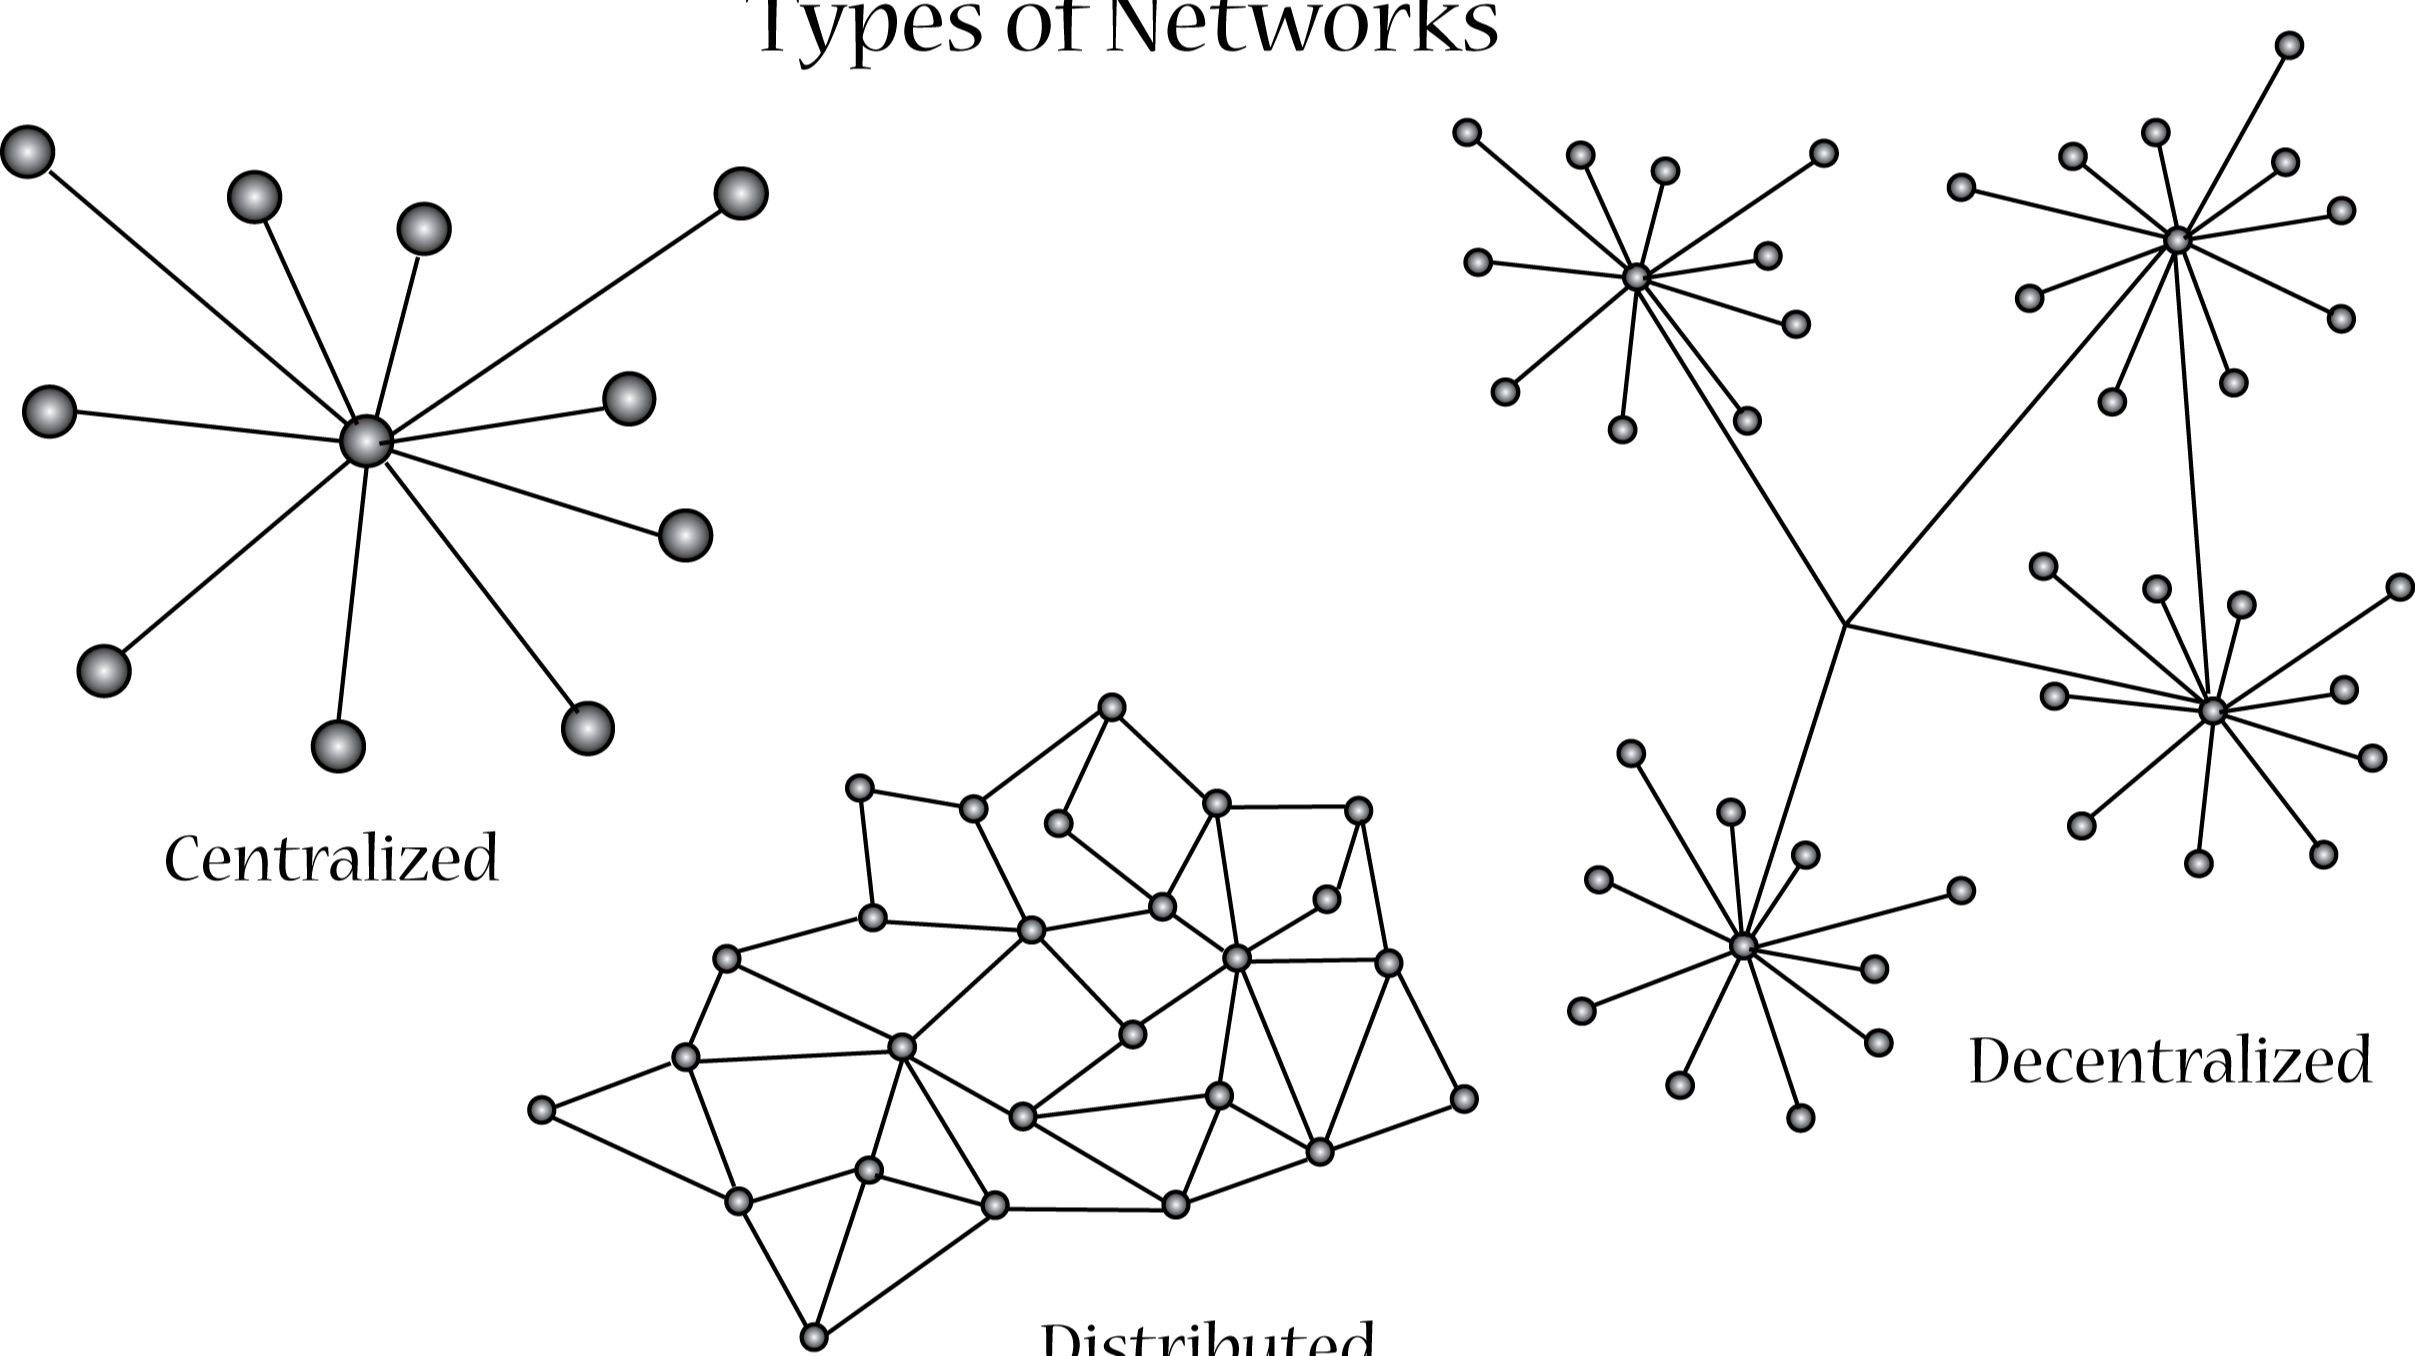 Types of Networks
Centralized
Decentralized
Distributed